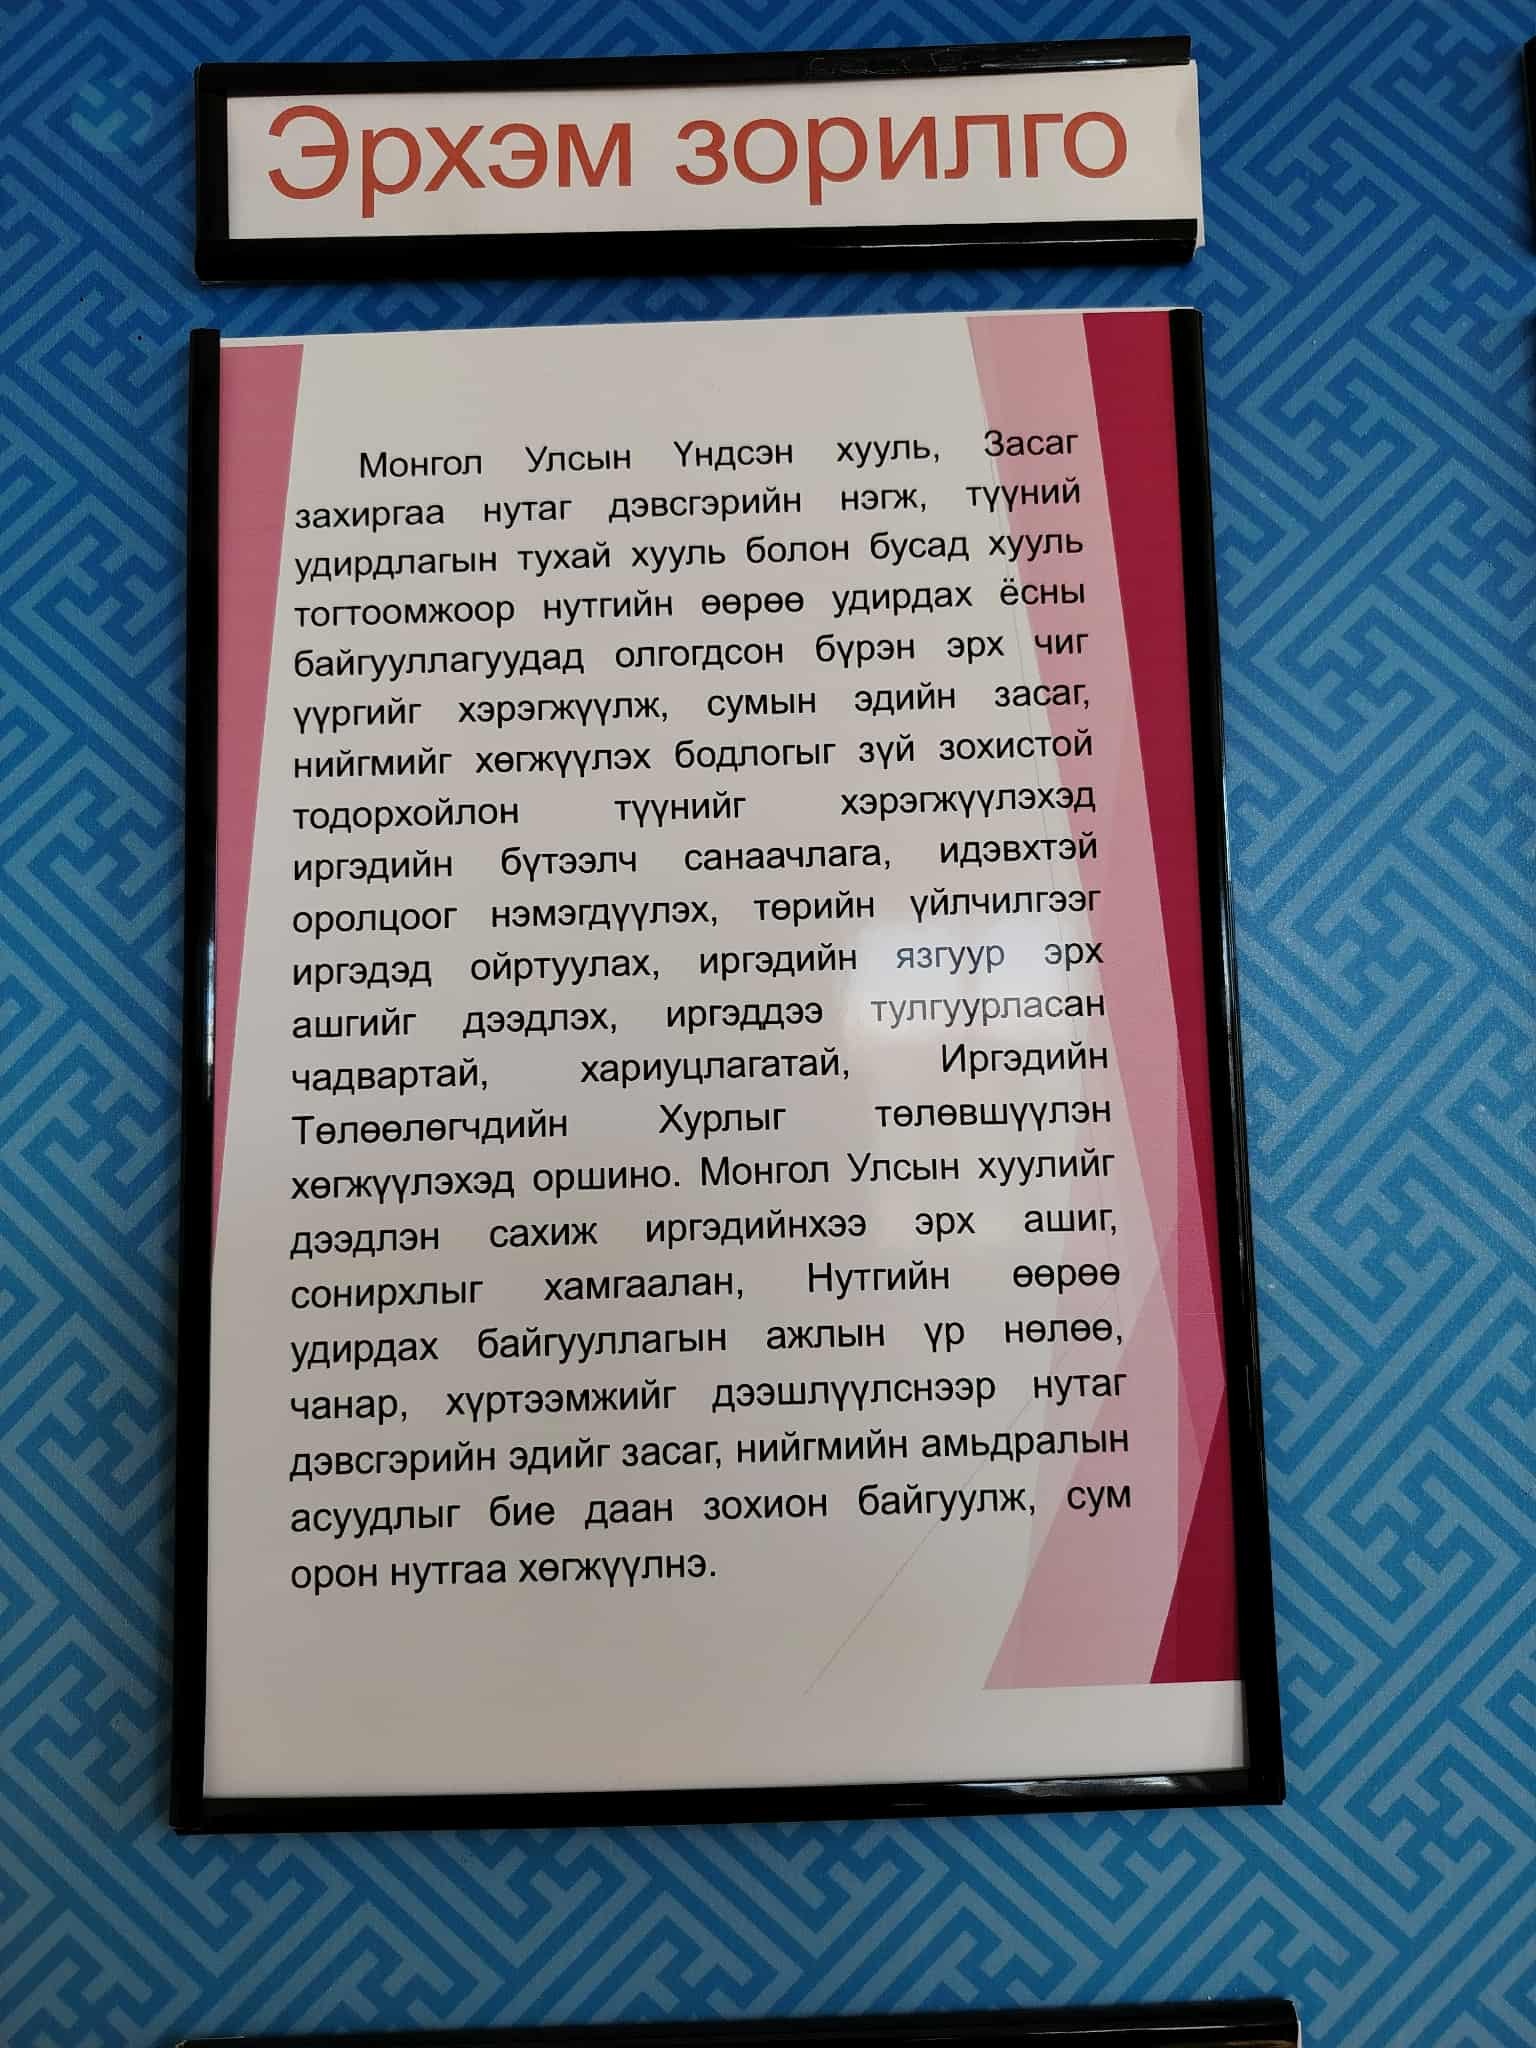 Эрхэм зорилго
Монгол Улсын Үндсэн хууль, Засаг
захиргаа нутаг дэвсгэрийн нэгж, түүний
удирдлагын тухай хууль болон бусад хууль
тогтоомжоор нутгийн өөрөө удирдах ёсны
байгууллагуудад олгогдсон бүрэн эрх чиг
үүргийг хэрэгжүүлж, сумын эдийн засаг,
нийгмийг хөгжүүлэх бодлогыг зүй зохистой
тодорхойлон түүнийг хэрэгжүүлэхэд
иргэдийн бүтээлч санаачлага, идэвхтэй
оролцоог нэмэгдүүлэх, төрийн үйлчилгээг
иргэдэд ойртуулах, иргэдийн язгуур эрх
ашгийг дээдлэх, иргэддээ тулгуурласан
чадвартай, хариуцлагатай, Иргэдийн
Төлөөлөгчдийн Хурлыг төлөвшүүлэн
хөгжүүлэхэд оршино. Монгол Улсын хуулийг
дээдлэн сахиж иргэдийнхээ эрх ашиг,
сонирхлыг хамгаалан, Нутгийн өөрөө
удирдах байгууллагын ажлын үр нөлөө,
чанар, хүртээмжийг дээшлүүлснээр нутаг
дэвсгэрийн эдийг засаг, нийгмийн амьдралын
асуудлыг бие даан зохион байгуулж, сум
орон нутгаа хөгжүүлнэ.